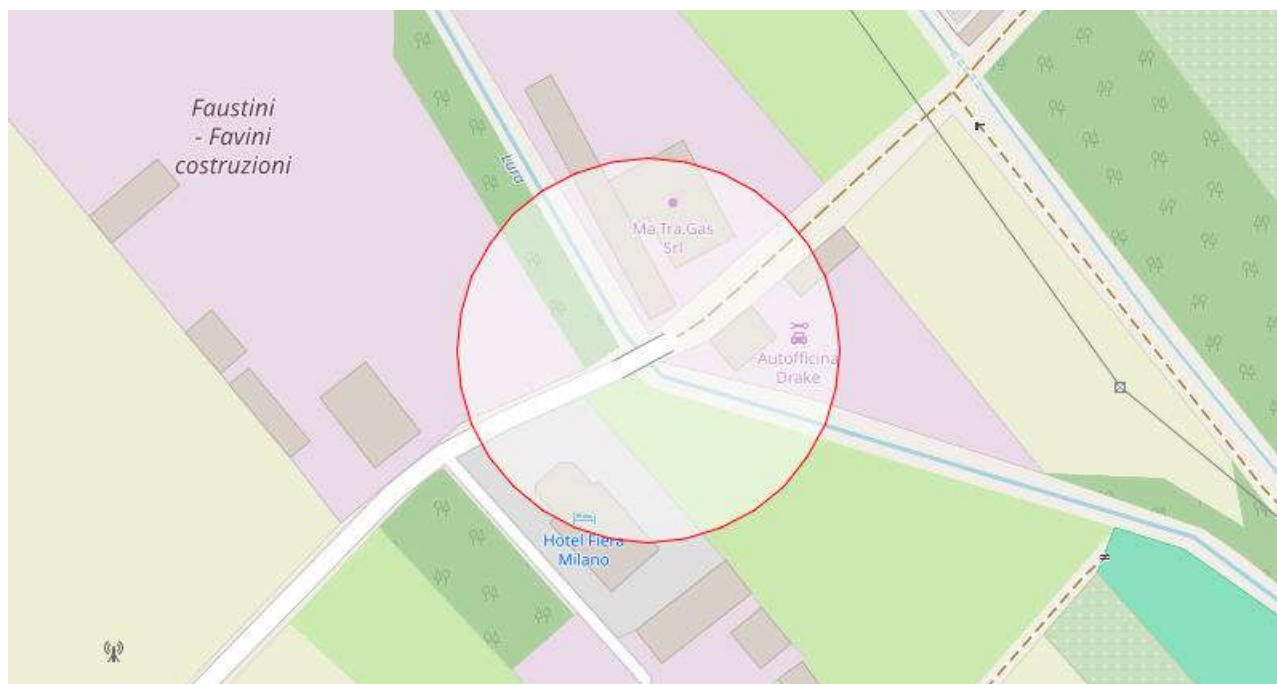 Faustini
- Favini
costruzioni
Lura
Ma.Tra.Gas
Srl
Autofficina
Drake
Hotel Fiera
Milano